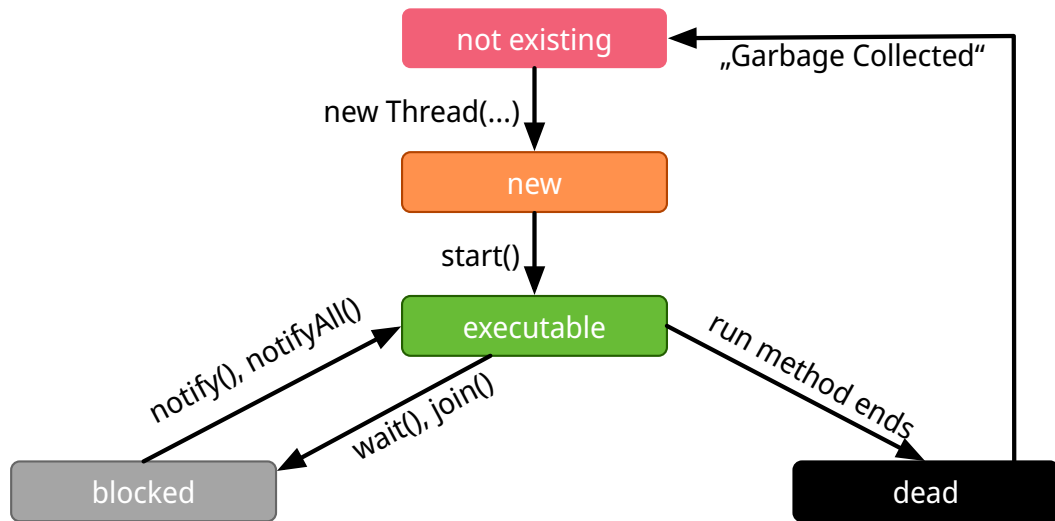 not existing
„Garbage Collected“
new Thread(...)
new
start()
executable
notify(), notifyAll()
wait(), join()
run method ends
blocked
dead